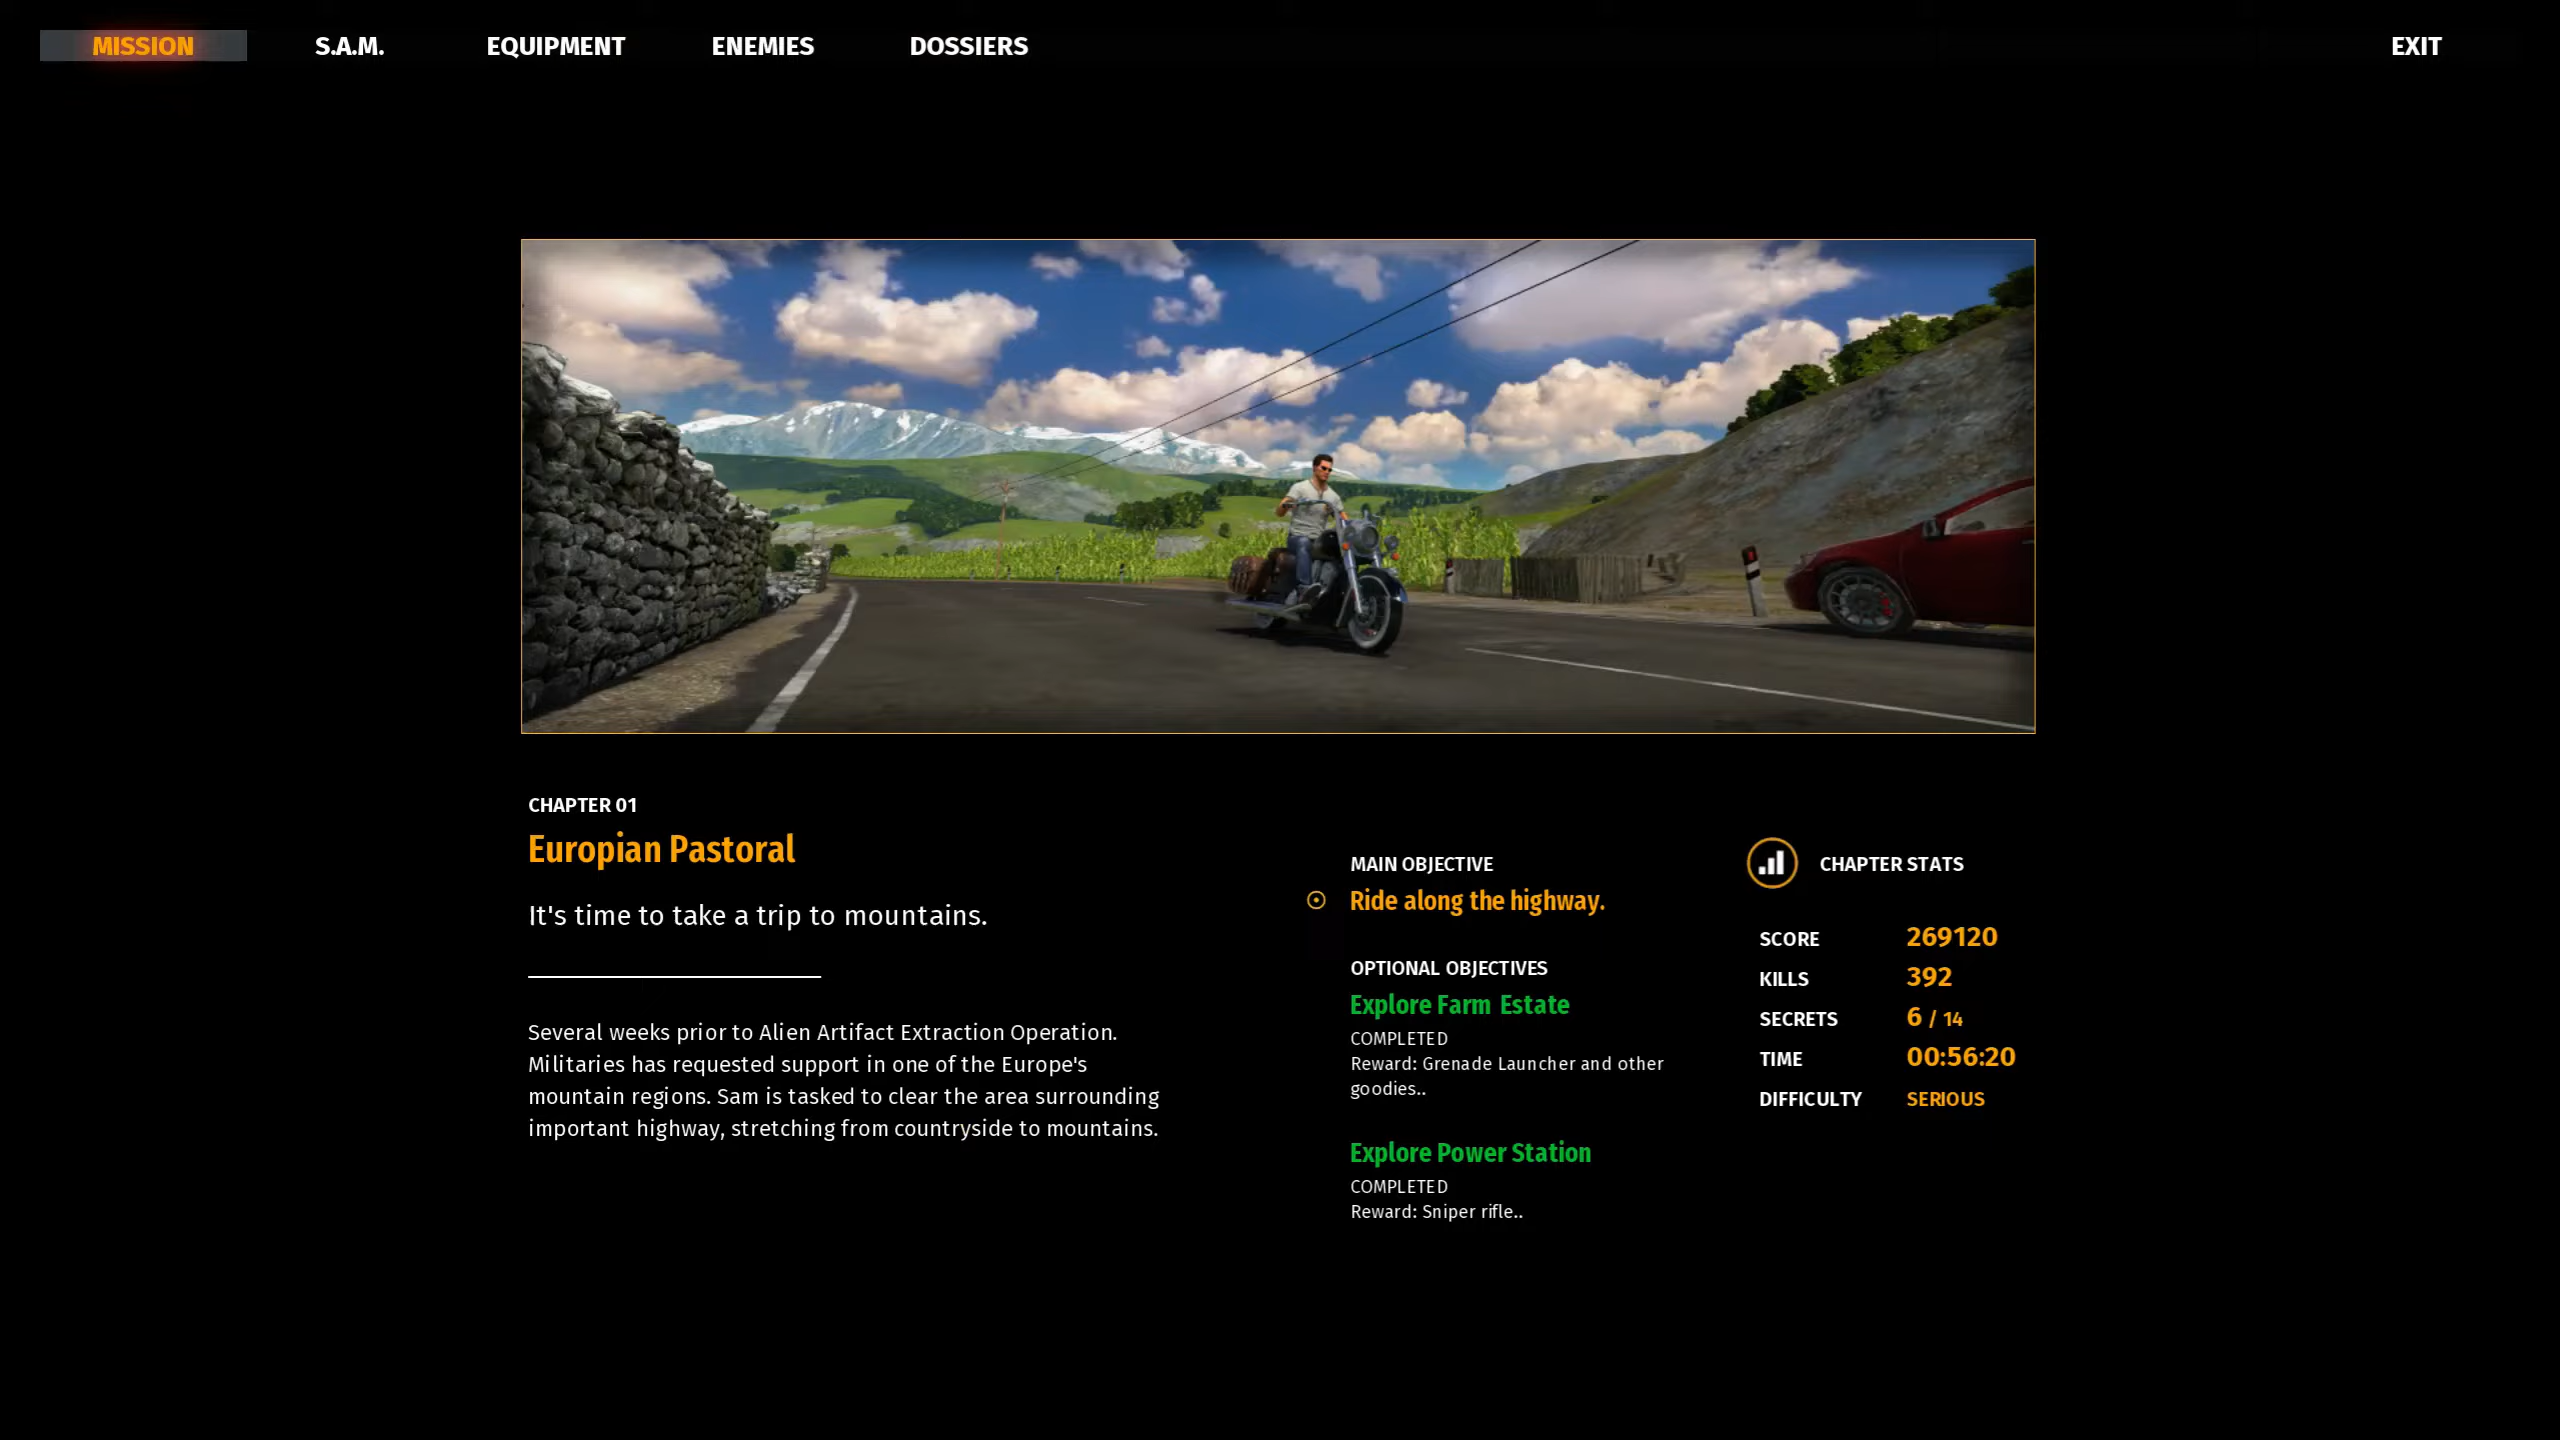 MISSION S.A.M. EQUIPMENT ENEMIES DOSSIERS EXIT
CHAPTER 01
Europian Pastoral
It's time to take a trip to mountains.
Several weeks prior to Alien Artifact Extraction Operation.
Militaries has requested support in one of the Europe's
mountain regions. Sam is tasked to clear the area surrounding
important highway, stretching from countryside to mountains.
MAIN OBJECTIVE
Ride along the highway.
OPTIONAL OBJECTIVES
Explore Farm Estate
COMPLETED
Reward: Grenade Launcher and other
goodies..
Explore Power Station
COMPLETED
Reward: Sniper rifle..
CHAPTER STATS
SCORE 269120
KILLS 392
SECRETS 6 / 14
TIME 00:56:20
DIFFICULTY SERIOUS